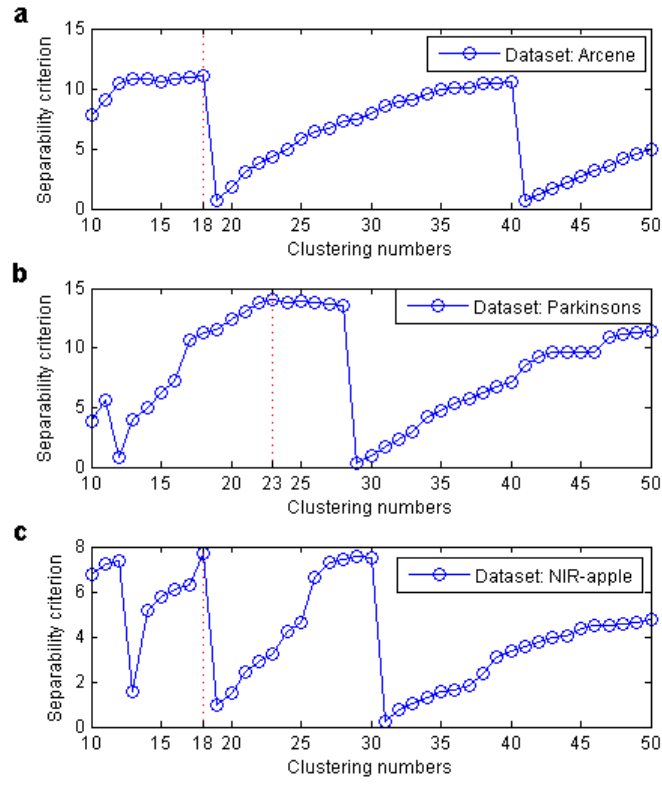 a
15
Dataset: Arcene
10
Separability criterion
5
0
10 15 18 20 25 30 35 40 45 50
Clustering numbers
b
15
Dataset: Parkinsons
10
Separability criterion
5
0
10 15 20 23 25 30 35 40 45 50
Clustering numbers
c
8
Dataset: NIR-apple
6
Separability criterion
4
2
0
10 15 18 20 25 30 35 40 45 50
Clustering numbers